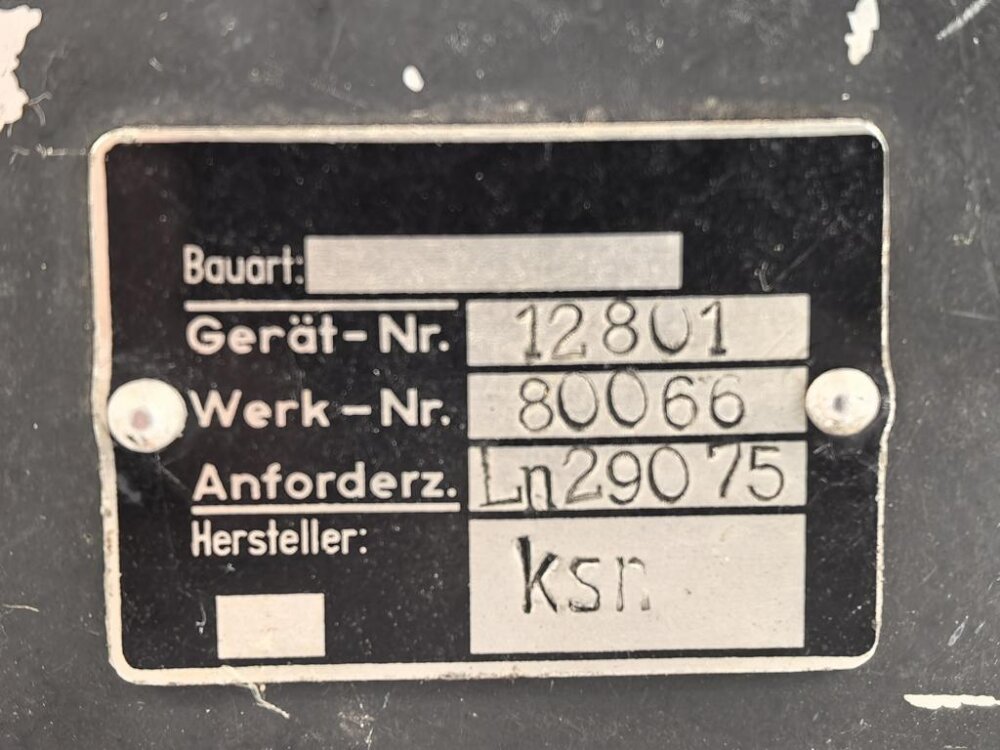 Bauart:
Gerät-Nr. 12801
Werk-Nr. 80066
Anforderz. Ln29075
Hersteller: ksn